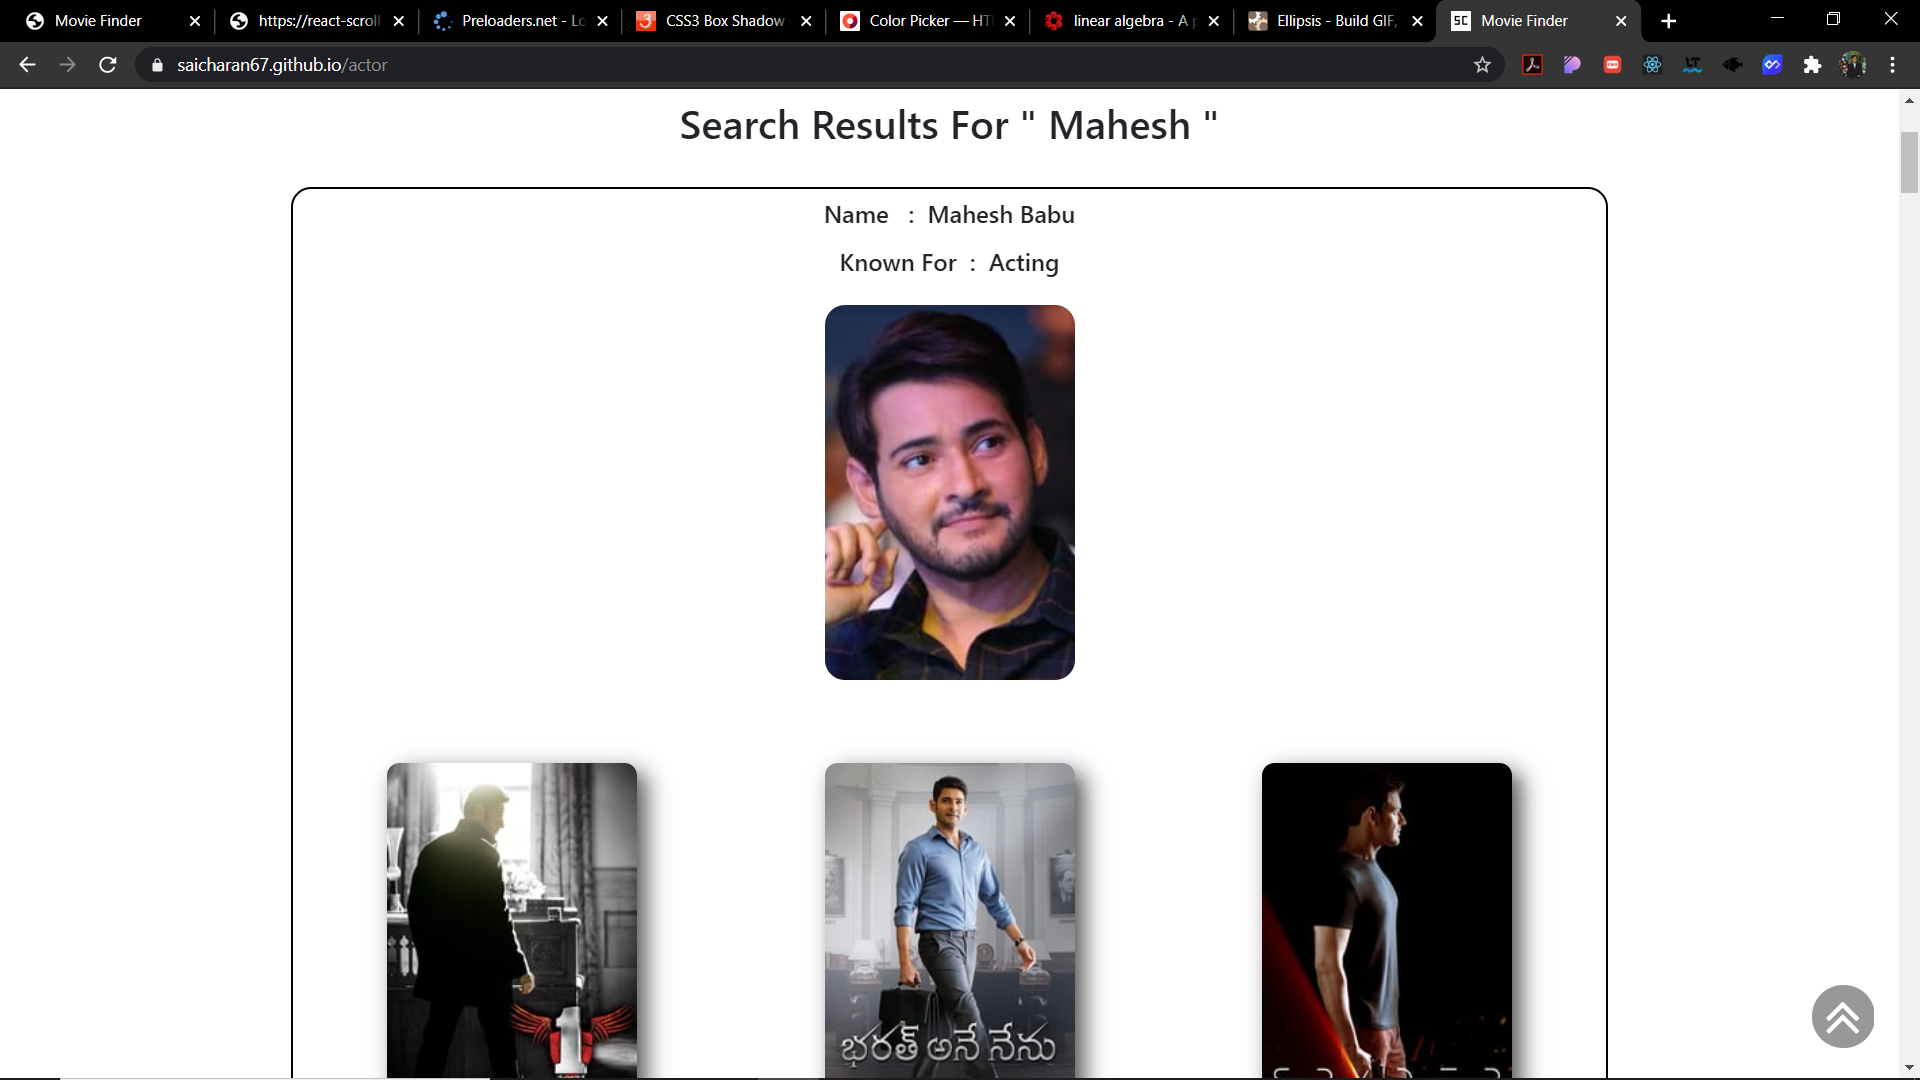 Movie Finder
https://react-scroll
Preloaders.net - Lo
CSS3 Box Shadow
Color Picker — HT
linear algebra - A p
Ellipsis - Build GIF,
SC Movie Finder
saicharan67.github.io/actor
Search Results For " Mahesh "
Name : Mahesh Babu
Known For : Acting
1
భరత్ అనే నేను